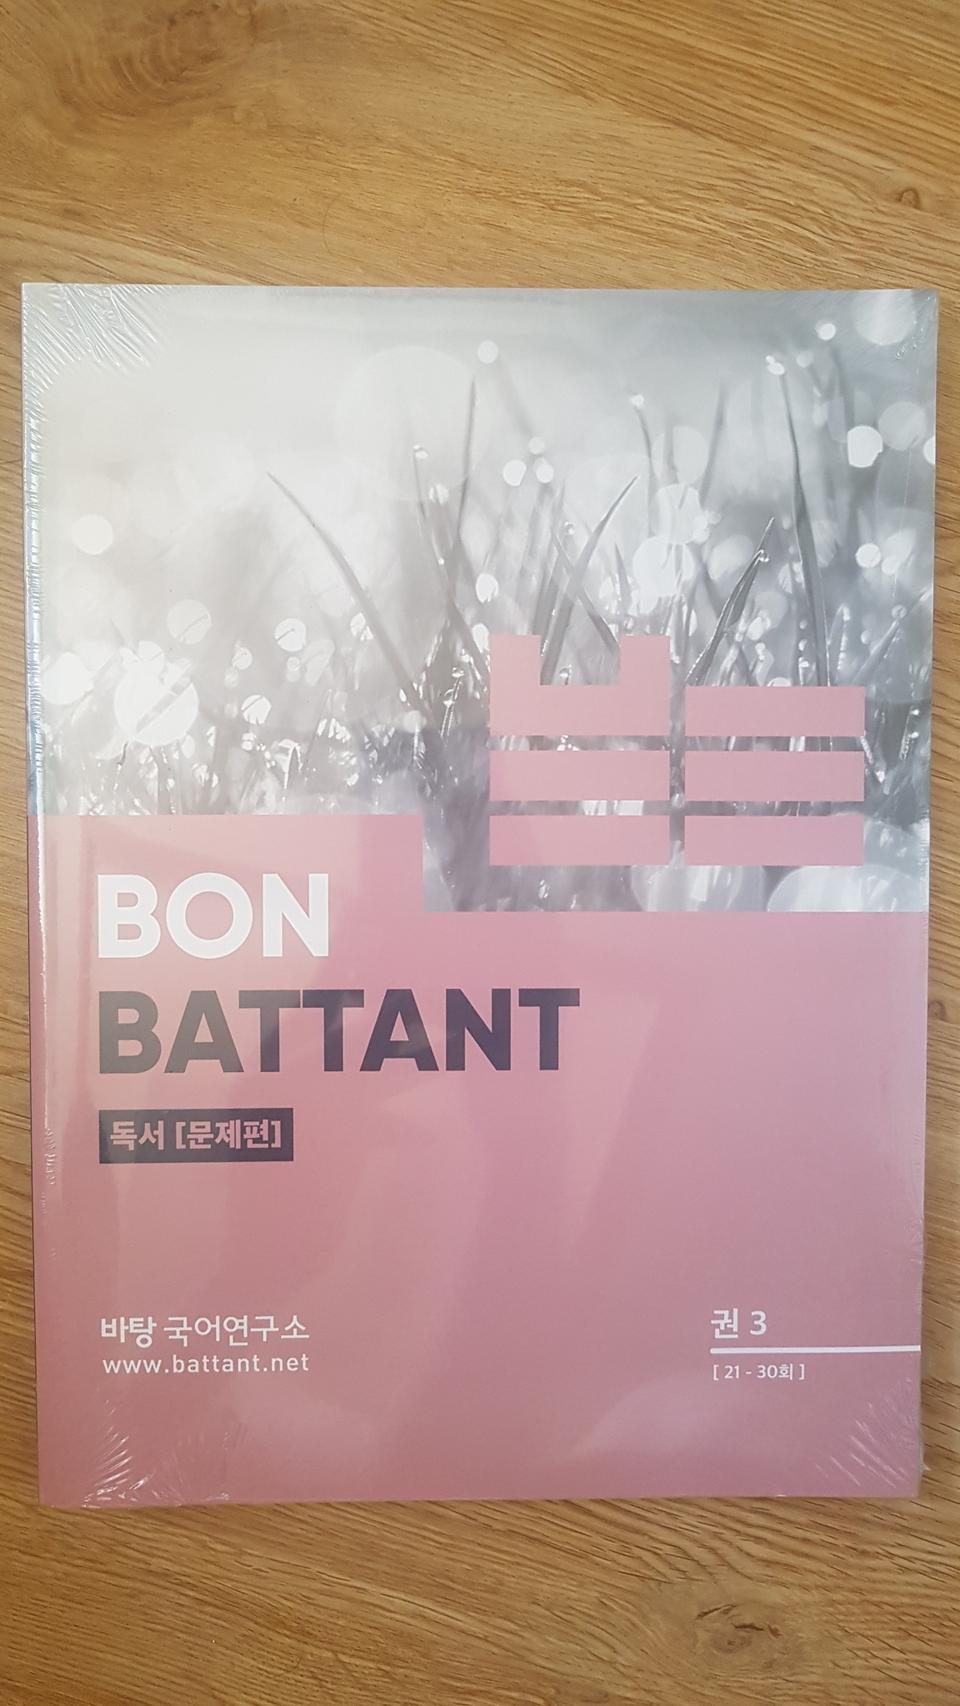 BON
BATTANT
독서 [문제편]
바탕 국어연구소
www.battant.net
권 3
[ 21 - 30회 ]